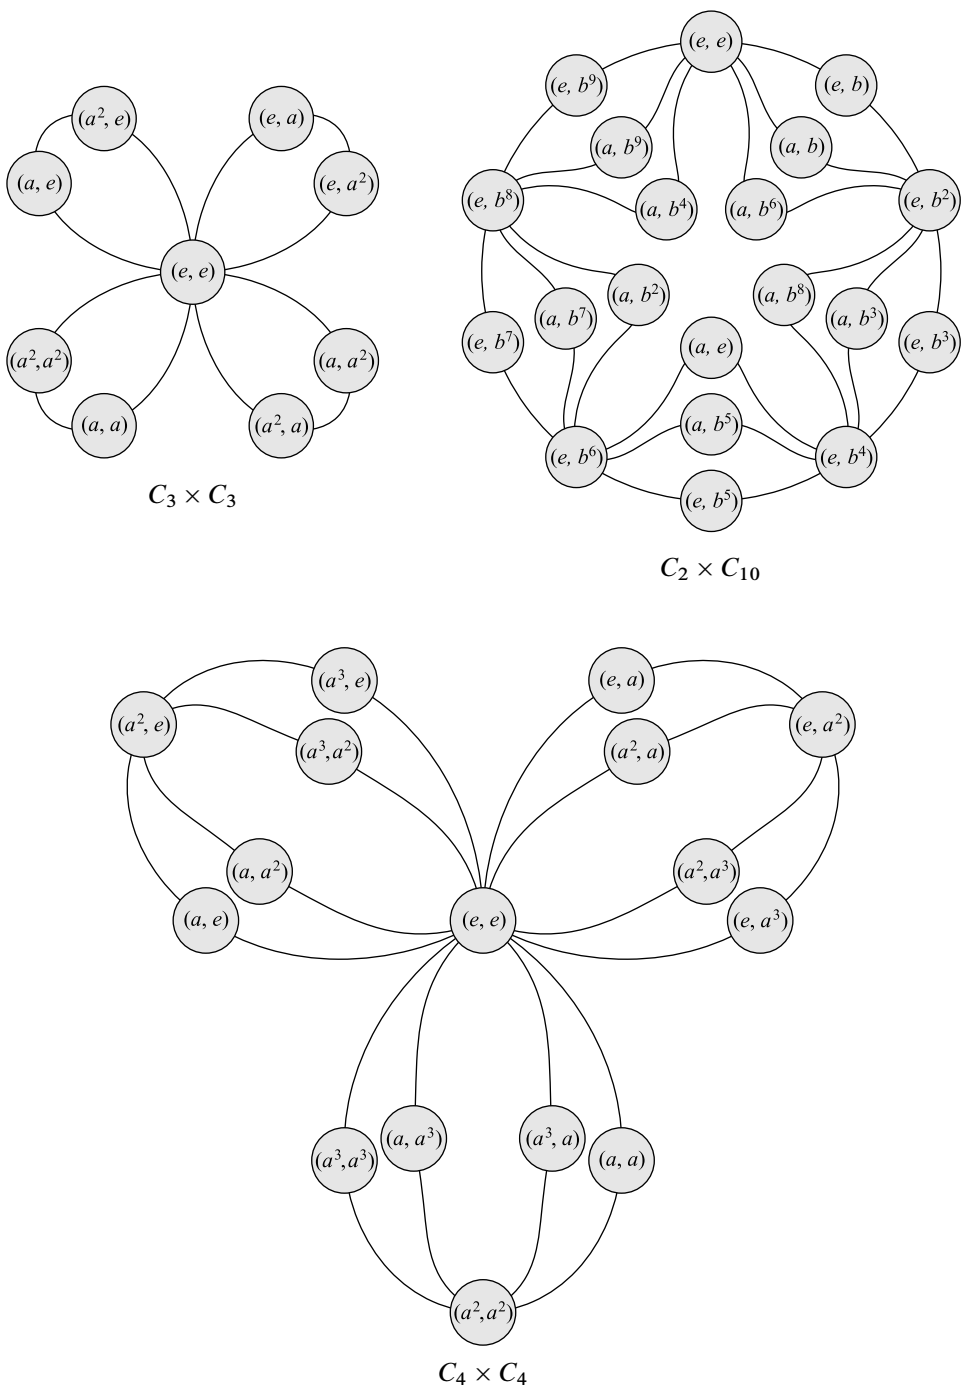 (e, e)
(e, b⁹)
(e, b)
(a², e)
(e, a)
(a, b⁹)
(a, b)
(a, e)
(e, a²)
(e, b⁸)
(a, b⁴)
(a, b⁶)
(e, b²)
(e, e)
(a, b²)
(a, b⁸)
(a, b⁷)
(a, b³)
(e, b⁷)
(a, e)
(e, b³)
(a²,a²)
(a, a²)
(a, a)
(a², a)
(a, b⁵)
(e, b⁶)
(e, b⁴)
(e, b⁵)
C₃ × C₃
C₂ × C₁₀
(a³, e)
(e, a)
(a², e)
(e, a²)
(a³,a²)
(a², a)
(a, a²)
(a²,a³)
(a, e)
(e, e)
(e, a³)
(a, a³)
(a³, a)
(a³,a³)
(a, a)
(a²,a²)
C₄ × C₄